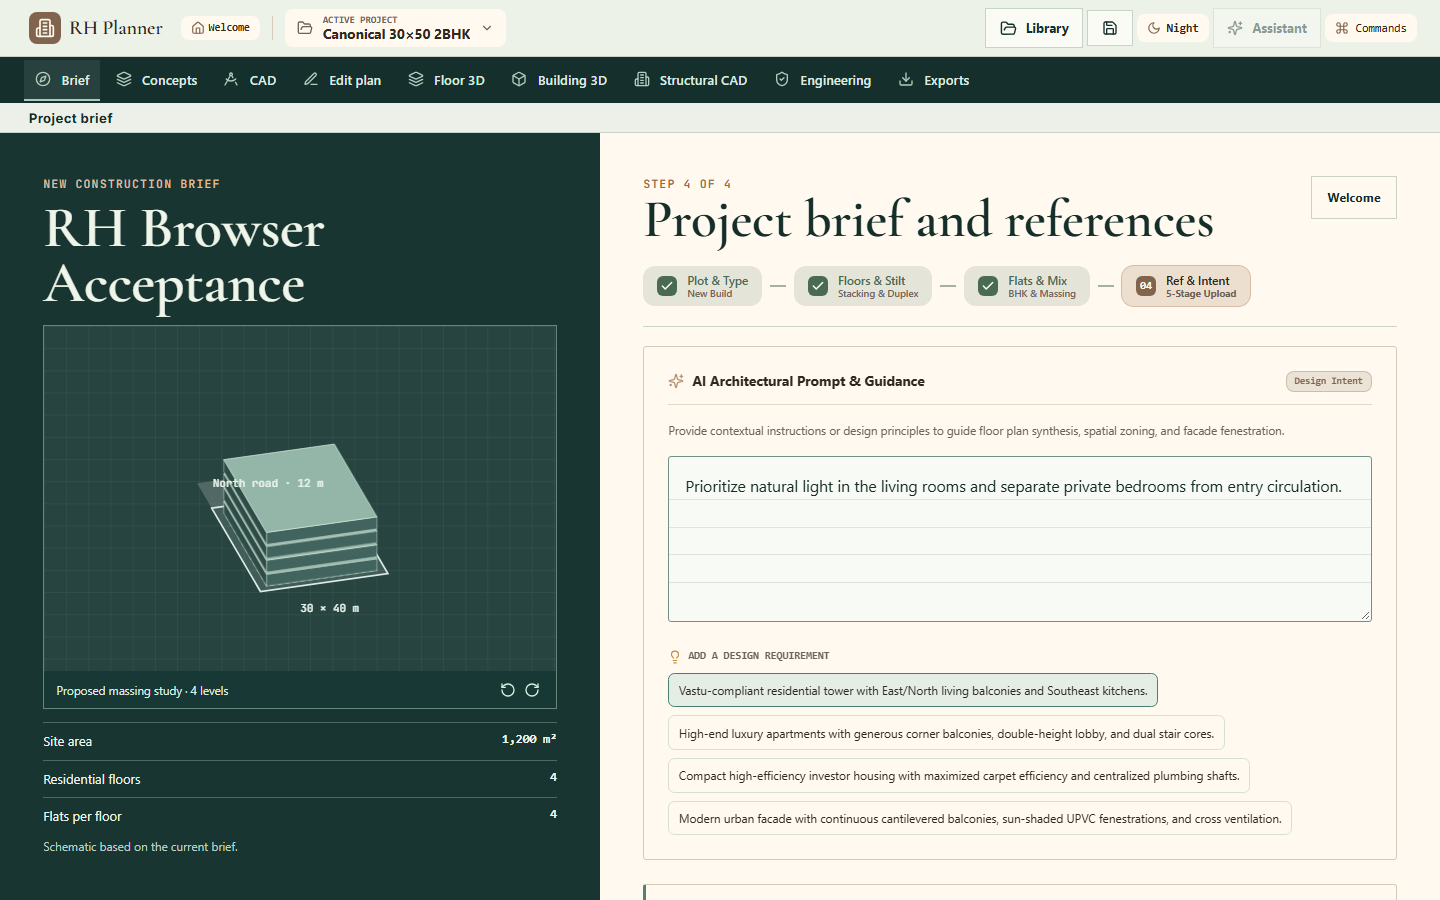 RH Planner
Welcome
ACTIVE PROJECT
Canonical 30×50 2BHK
Library
Night
Assistant
Commands
Brief
Concepts
CAD
Edit plan
Floor 3D
Building 3D
Structural CAD
Engineering
Exports
Project brief
NEW CONSTRUCTION BRIEF
RH Browser
Acceptance
North road · 12 m
30 × 40 m
Proposed massing study · 4 levels
Site area
1,200 m²
Residential floors
4
Flats per floor
4
Schematic based on the current brief.
STEP 4 OF 4
Project brief and references
Welcome
Plot & Type
New Build
Floors & Stilt
Stacking & Duplex
Flats & Mix
BHK & Massing
04
Ref & Intent
5-Stage Upload
AI Architectural Prompt & Guidance
Design Intent
Provide contextual instructions or design principles to guide floor plan synthesis, spatial zoning, and facade fenestration.
Prioritize natural light in the living rooms and separate private bedrooms from entry circulation.
ADD A DESIGN REQUIREMENT
Vastu-compliant residential tower with East/North living balconies and Southeast kitchens.
High-end luxury apartments with generous corner balconies, double-height lobby, and dual stair cores.
Compact high-efficiency investor housing with maximized carpet efficiency and centralized plumbing shafts.
Modern urban facade with continuous cantilevered balconies, sun-shaded UPVC fenestrations, and cross ventilation.